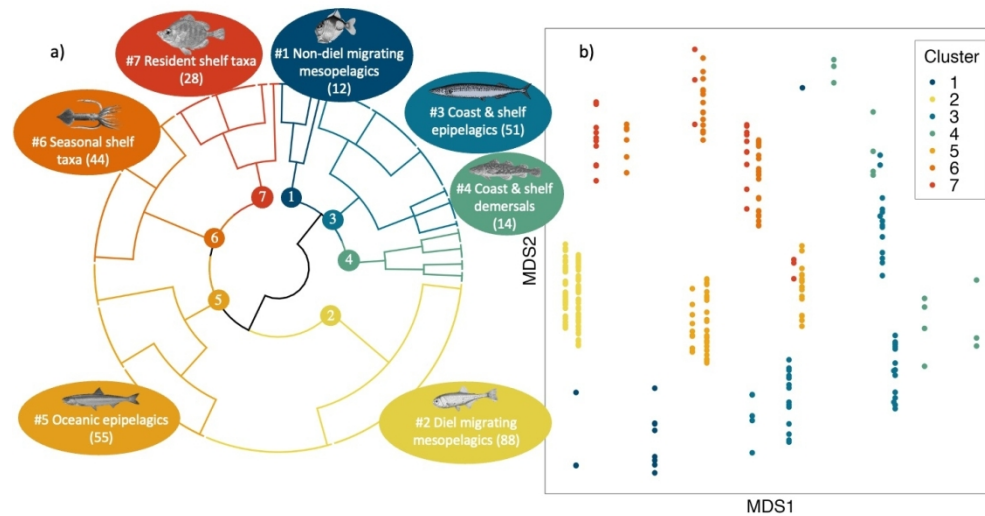 a)
#7 Resident shelf taxa
(28)
#1 Non-diel migrating
mesopelagics
(12)
#3 Coast & shelf
epipelagics (51)
#6 Seasonal shelf
taxa (44)
#4 Coast & shelf
demersals
(14)
7
1
3
6
4
5
2
#5 Oceanic epipelagics
(55)
#2 Diel migrating
mesopelagics (88)
b)
Cluster
1
2
3
4
5
6
7
MDS2
MDS1